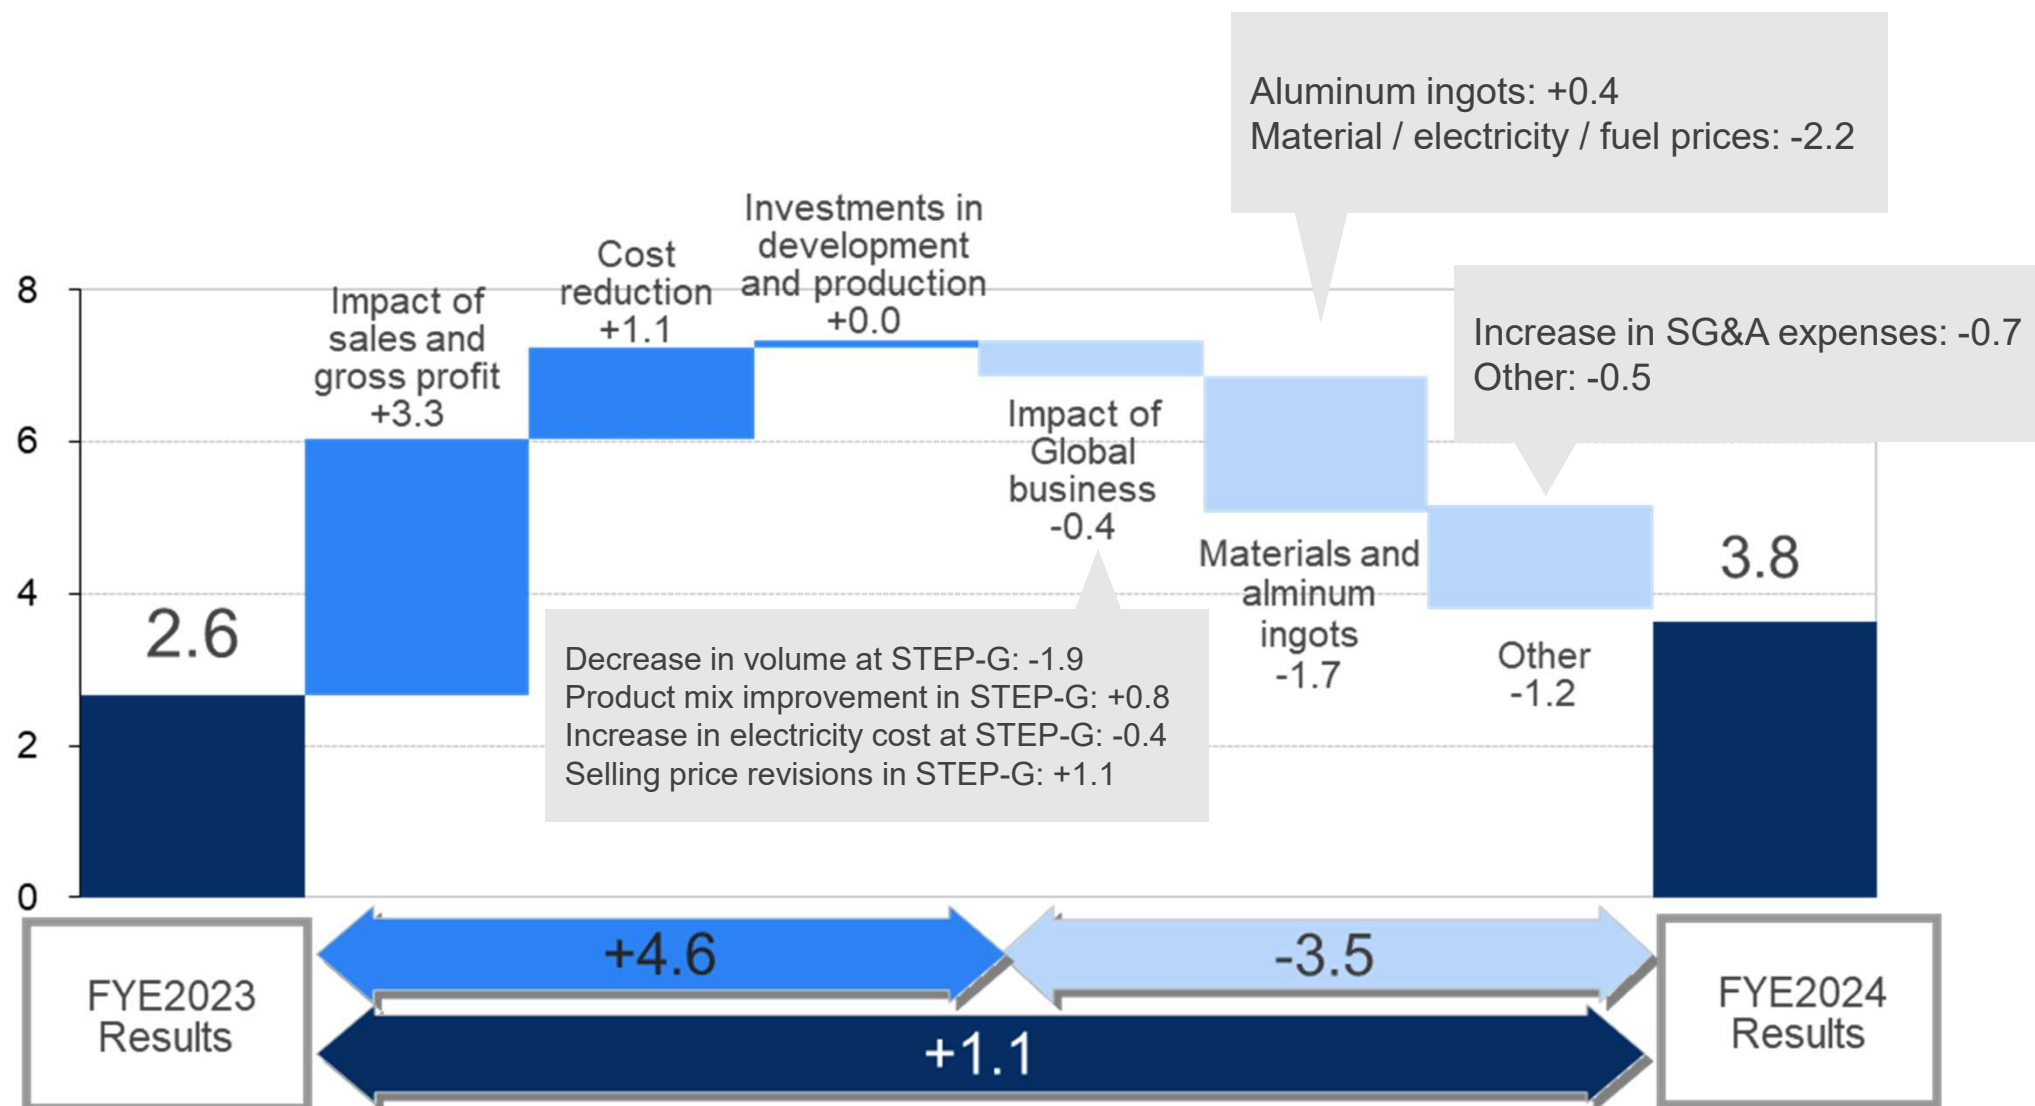 Aluminum ingots: +0.4
Material / electricity / fuel prices: -2.2
Investments in
development
and production
+0.0
Cost
reduction
+1.1
Impact of
sales and
gross profit
+3.3
Increase in SG&A expenses: -0.7
Other: -0.5
Impact of
Global
business
-0.4
Materials and
alminum
ingots
-1.7
Other
-1.2
3.8
2.6
Decrease in volume at STEP-G: -1.9
Product mix improvement in STEP-G: +0.8
Increase in electricity cost at STEP-G: -0.4
Selling price revisions in STEP-G: +1.1
8
6
4
2
0
+4.6
-3.5
+1.1
FYE2023
Results
FYE2024
Results